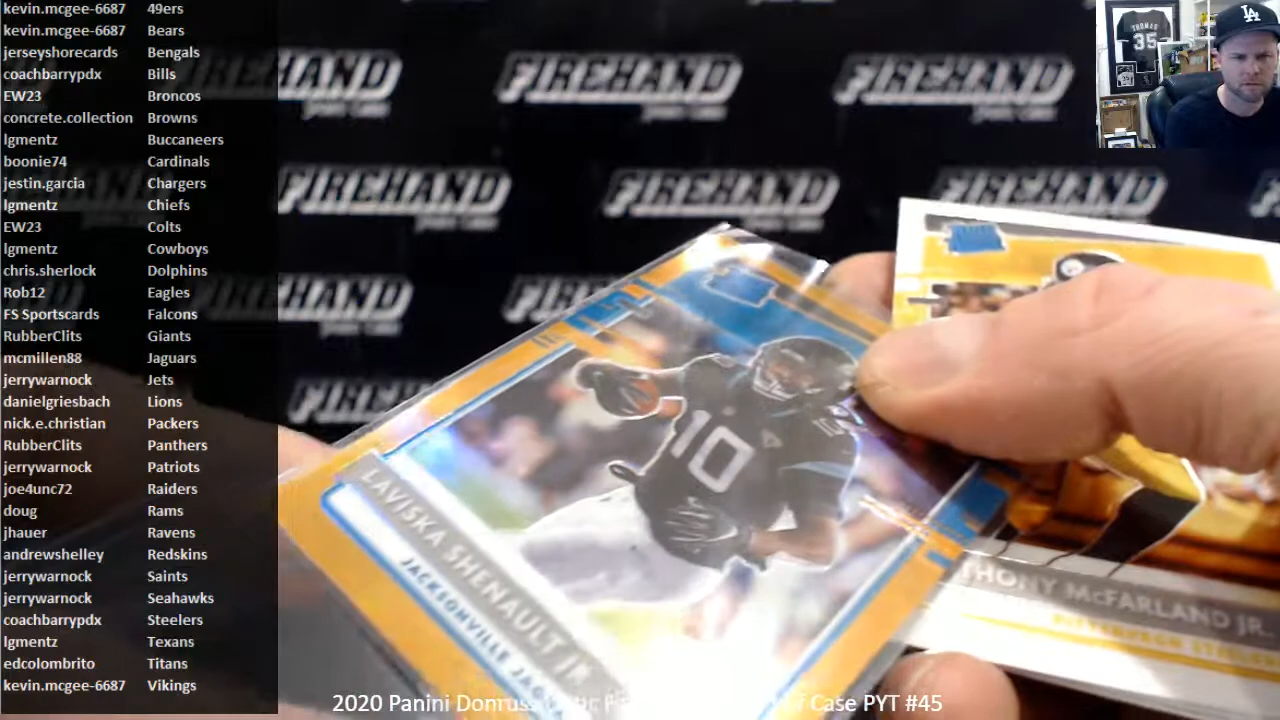 kevin.mcgee-6687 49ers
kevin.mcgee-6687 Bears
jerseyshorecards Bengals
coachbarrypdx Bills
EW23 Broncos
concrete.collection Browns
lgmentz Buccaneers
boonie74 Cardinals
jestin.garcia Chargers
lgmentz Chiefs
EW23 Colts
lgmentz Cowboys
chris.sherlock Dolphins
Rob12 Eagles
FS Sportscards Falcons
RubberClits Giants
mcmillen88 Jaguars
jerrywarnock Jets
danielgriesbach Lions
nick.e.christian Packers
RubberClits Panthers
jerrywarnock Patriots
joe4unc72 Raiders
doug Rams
jhauer Ravens
andrewshelley Redskins
jerrywarnock Saints
jerrywarnock Seahawks
coachbarrypdx Steelers
lgmentz Texans
edcolombrito Titans
kevin.mcgee-6687 Vikings
FIREHAND
FIREHAND
FIREHAND
FIREHAND
FIREHAND
LA
THOMAS
35
10
LAVISKA SHENAULT JR.
JACKSONVILLE
THONY McFARLAND JR.
PITTSBURGH
2020 Panini Donruss Case PYT #45